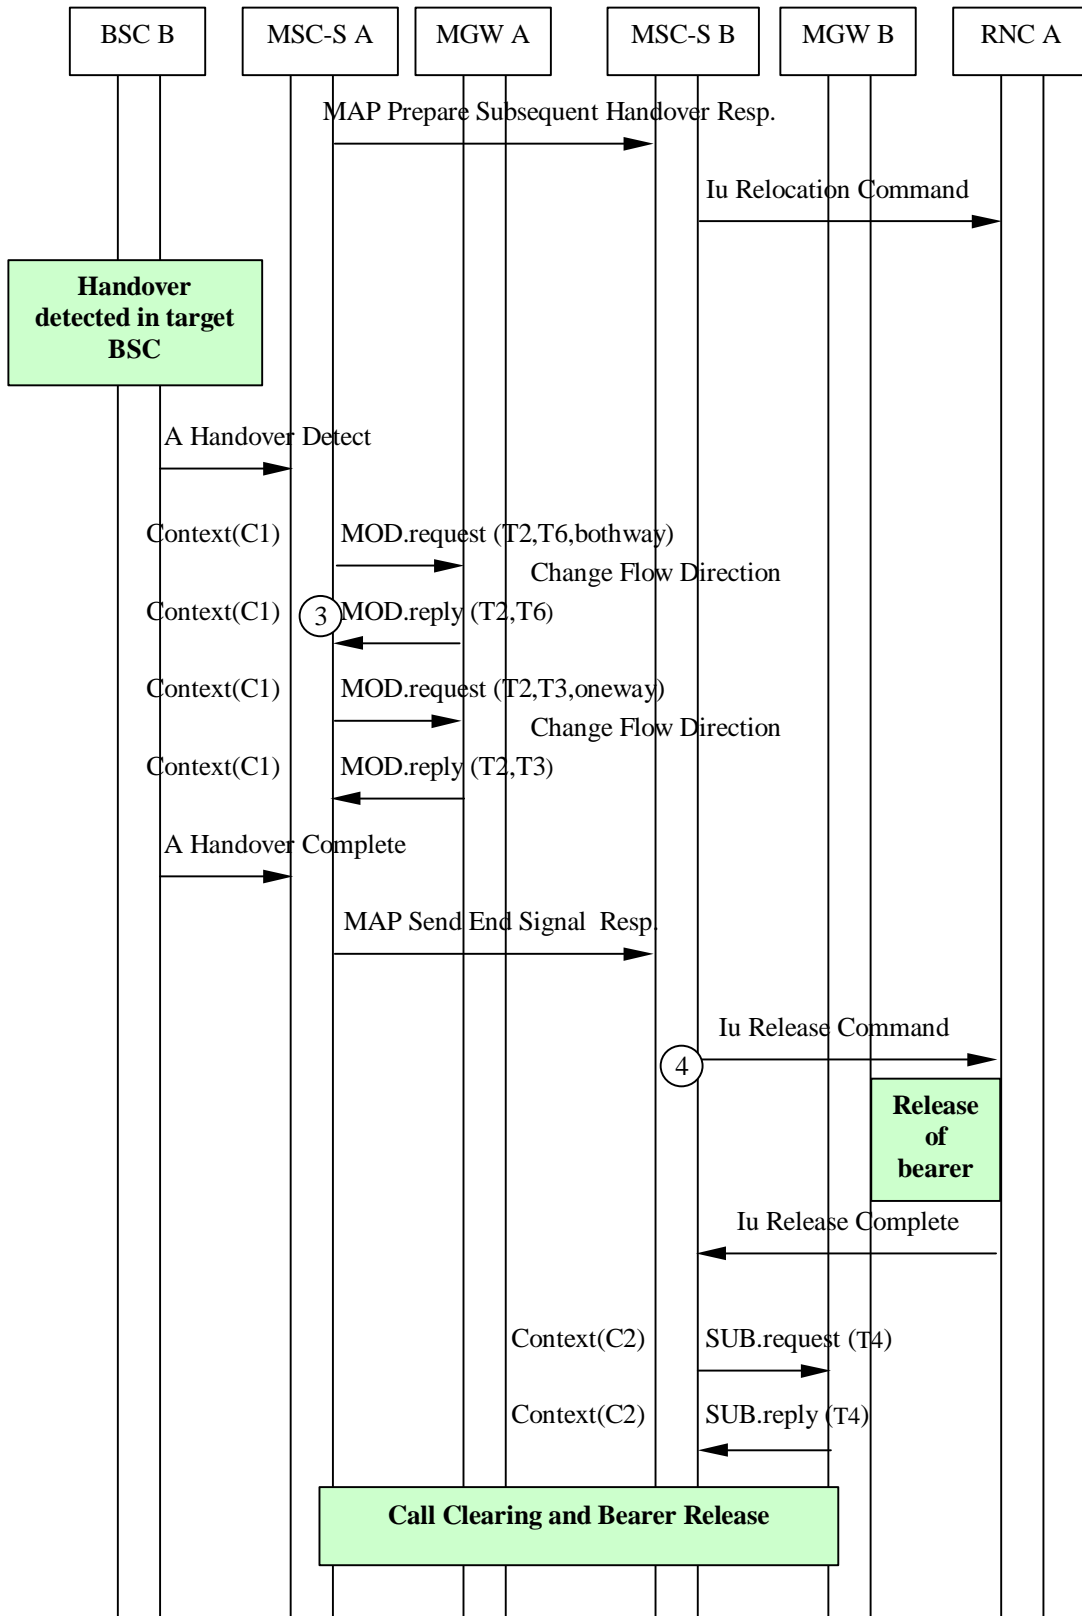 BSC B
MSC-S A
MGW A
MSC-S B
MGW B
RNC A
MAP Prepare Subsequent Handover Resp.
Iu Relocation Command
Handover
detected in target
BSC
A Handover Detect
Context(C1)
MOD.request (T2,T6,bothway)
Change Flow Direction
Context(C1)
3
MOD.reply (T2,T6)
Context(C1)
MOD.request (T2,T3,oneway)
Change Flow Direction
Context(C1)
MOD.reply (T2,T3)
A Handover Complete
MAP Send End Signal  Resp.
Iu Release Command
4
Release
of
bearer
Iu Release Complete
Context(C2)
SUB.request (T4)
Context(C2)
SUB.reply (T4)
Call Clearing and Bearer Release